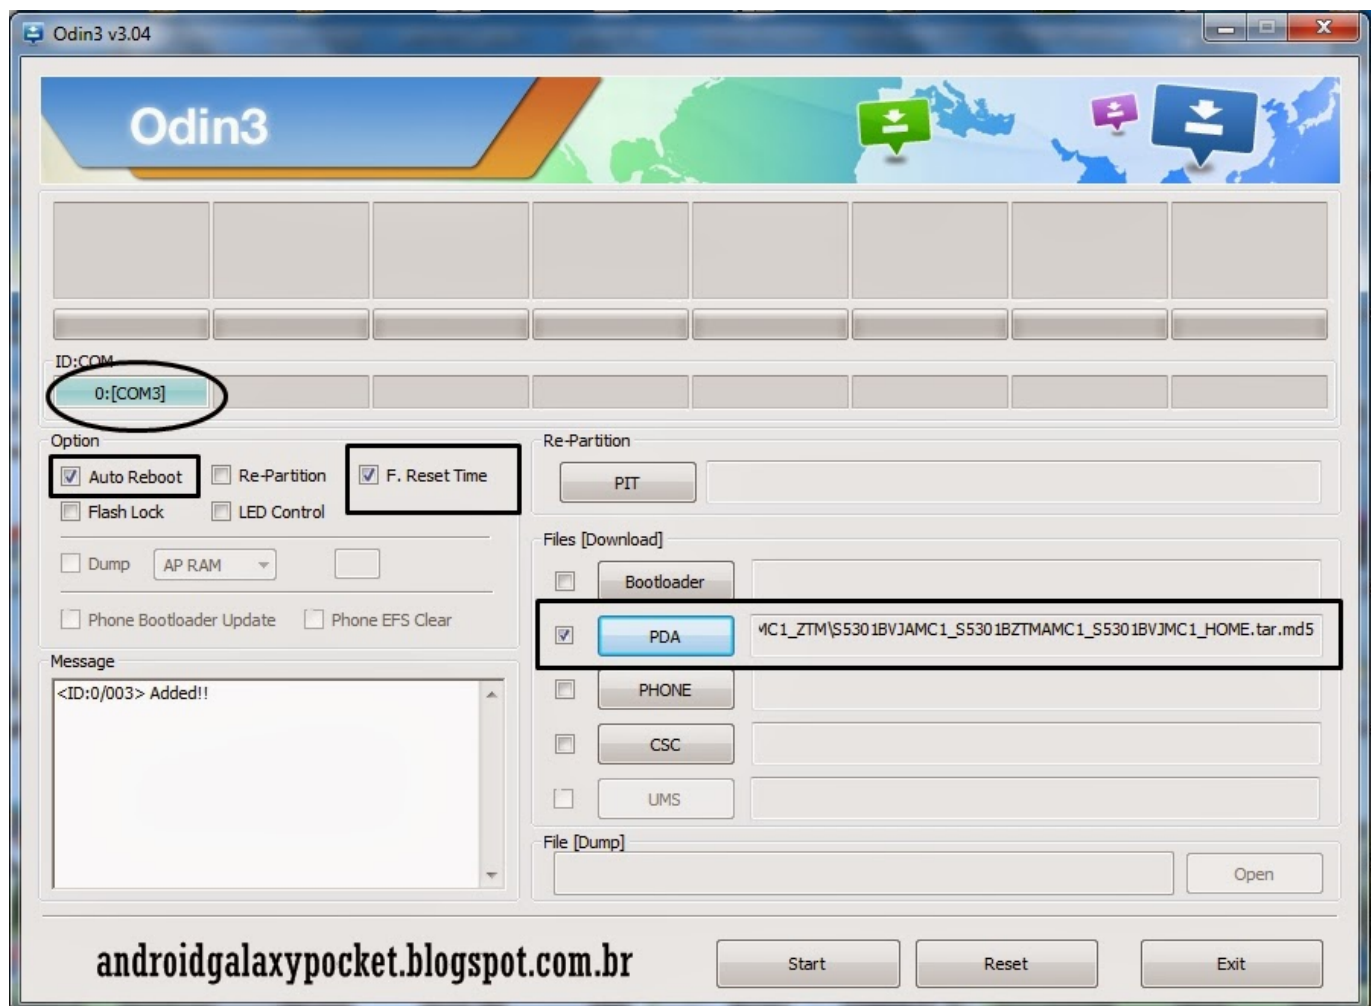 Odin3 v3.04
Odin3
ID:COM
0:[COM3]
Option
Auto Reboot
Re-Partition
F. Reset Time
Flash Lock
LED Control
Dump
AP RAM
Phone Bootloader Update
Phone EFS Clear
Message
<ID:0/003> Added!!
Re-Partition
PIT
Files [Download]
Bootloader
PDA
MC1_ZTM\S5301BVJAMC1_S5301BZTMAMC1_S5301BVJMC1_HOME.tar.md5
PHONE
CSC
UMS
File [Dump]
Open
androidgalaxypocket.blogspot.com.br
Start
Reset
Exit